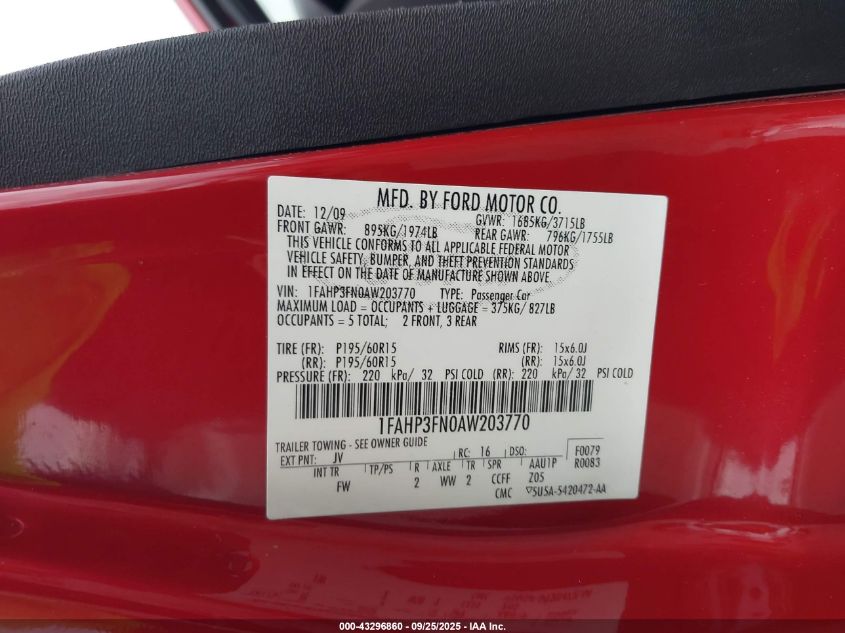 MFD. BY FORD MOTOR CO.
DATE: 12/09 GVWR: 1685KG/3715LB
FRONT GAWR: 895KG/1974LB REAR GAWR: 796KG/1755LB
THIS VEHICLE CONFORMS TO ALL APPLICABLE FEDERAL MOTOR
VEHICLE SAFETY, BUMPER, AND THEFT PREVENTION STANDARDS
IN EFFECT ON THE DATE OF MANUFACTURE SHOWN ABOVE
VIN: 1FAHP3FN0AW203770 TYPE: Passenger Car
MAXIMUM LOAD = OCCUPANTS + LUGGAGE = 375KG/ 827LB
OCCUPANTS = 5 TOTAL; 2 FRONT, 3 REAR
TIRE (FR): P195/60R15 RIMS (FR): 15x6.0J
(RR): P195/60R15 (RR): 15x6.0J
PRESSURE (FR): 220 kPa/ 32 PSI COLD (RR): 220 kPa/ 32 PSI COLD
1FAHP3FN0AW203770
TRAILER TOWING - SEE OWNER GUIDE
EXT PNT: JV RC: 16 DSO: F0079
INT TR TP/PS R AXLE TR SPR AAU1P R0083
FW 2 WW 2 CCFF Z05
CMC 5USA-5420472-AA
000-43296860 - 09/25/2025 - IAA Inc.